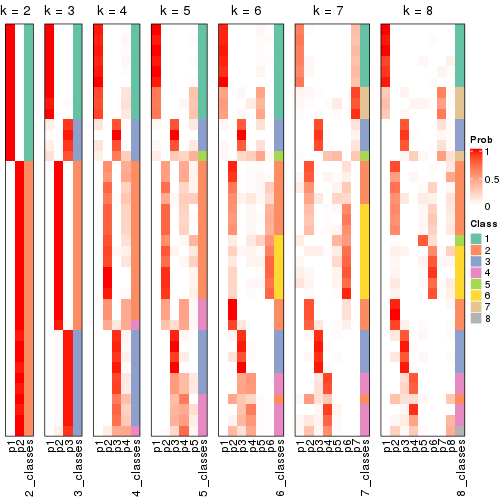 k = 2 k = 3 k = 4 k = 5 k = 6 k = 7 k = 8
Prob
1
0.5
0
Class
1
2
3
4
5
6
7
8
p1 p2 2_classes
p1 p2 p3 3_classes
p1 p2 p3 p4 4_classes
p1 p2 p3 p4 p5 5_classes
p1 p2 p3 p4 p5 p6 6_classes
p1 p2 p3 p4 p5 p6 p7 7_classes
p1 p2 p3 p4 p5 p6 p7 p8 8_classes